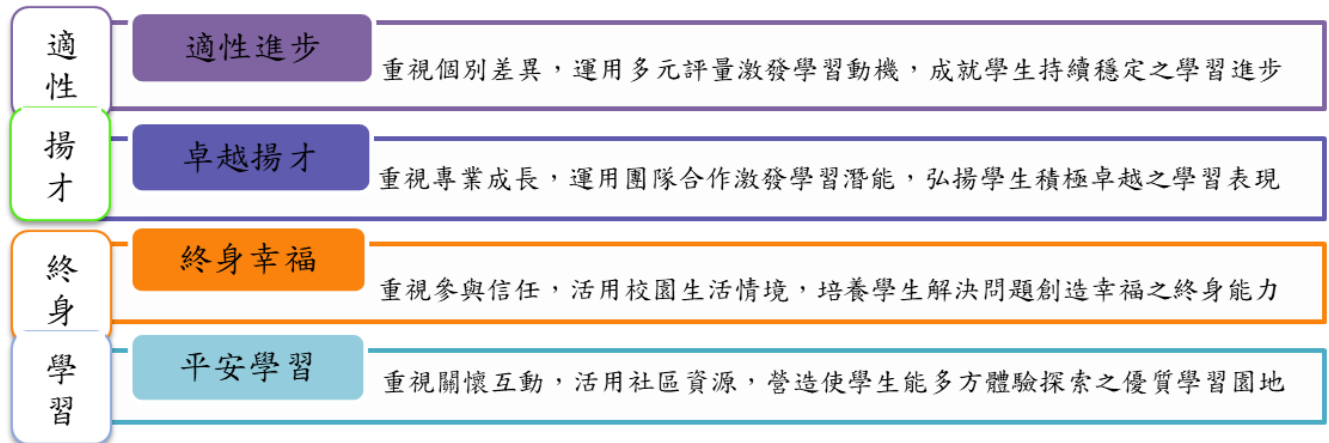 適性
適性進步
重視個別差異，運用多元評量激發學習動機，成就學生持續穩定之學習進步
揚才
卓越揚才
重視專業成長，運用團隊合作激發學習潛能，弘揚學生積極卓越之學習表現
終身
終身幸福
重視參與信任，活用校園生活情境，培養學生解決問題創造幸福之終身能力
學習
平安學習
重視關懷互動，活用社區資源，營造使學生能多方體驗探索之優質學習園地